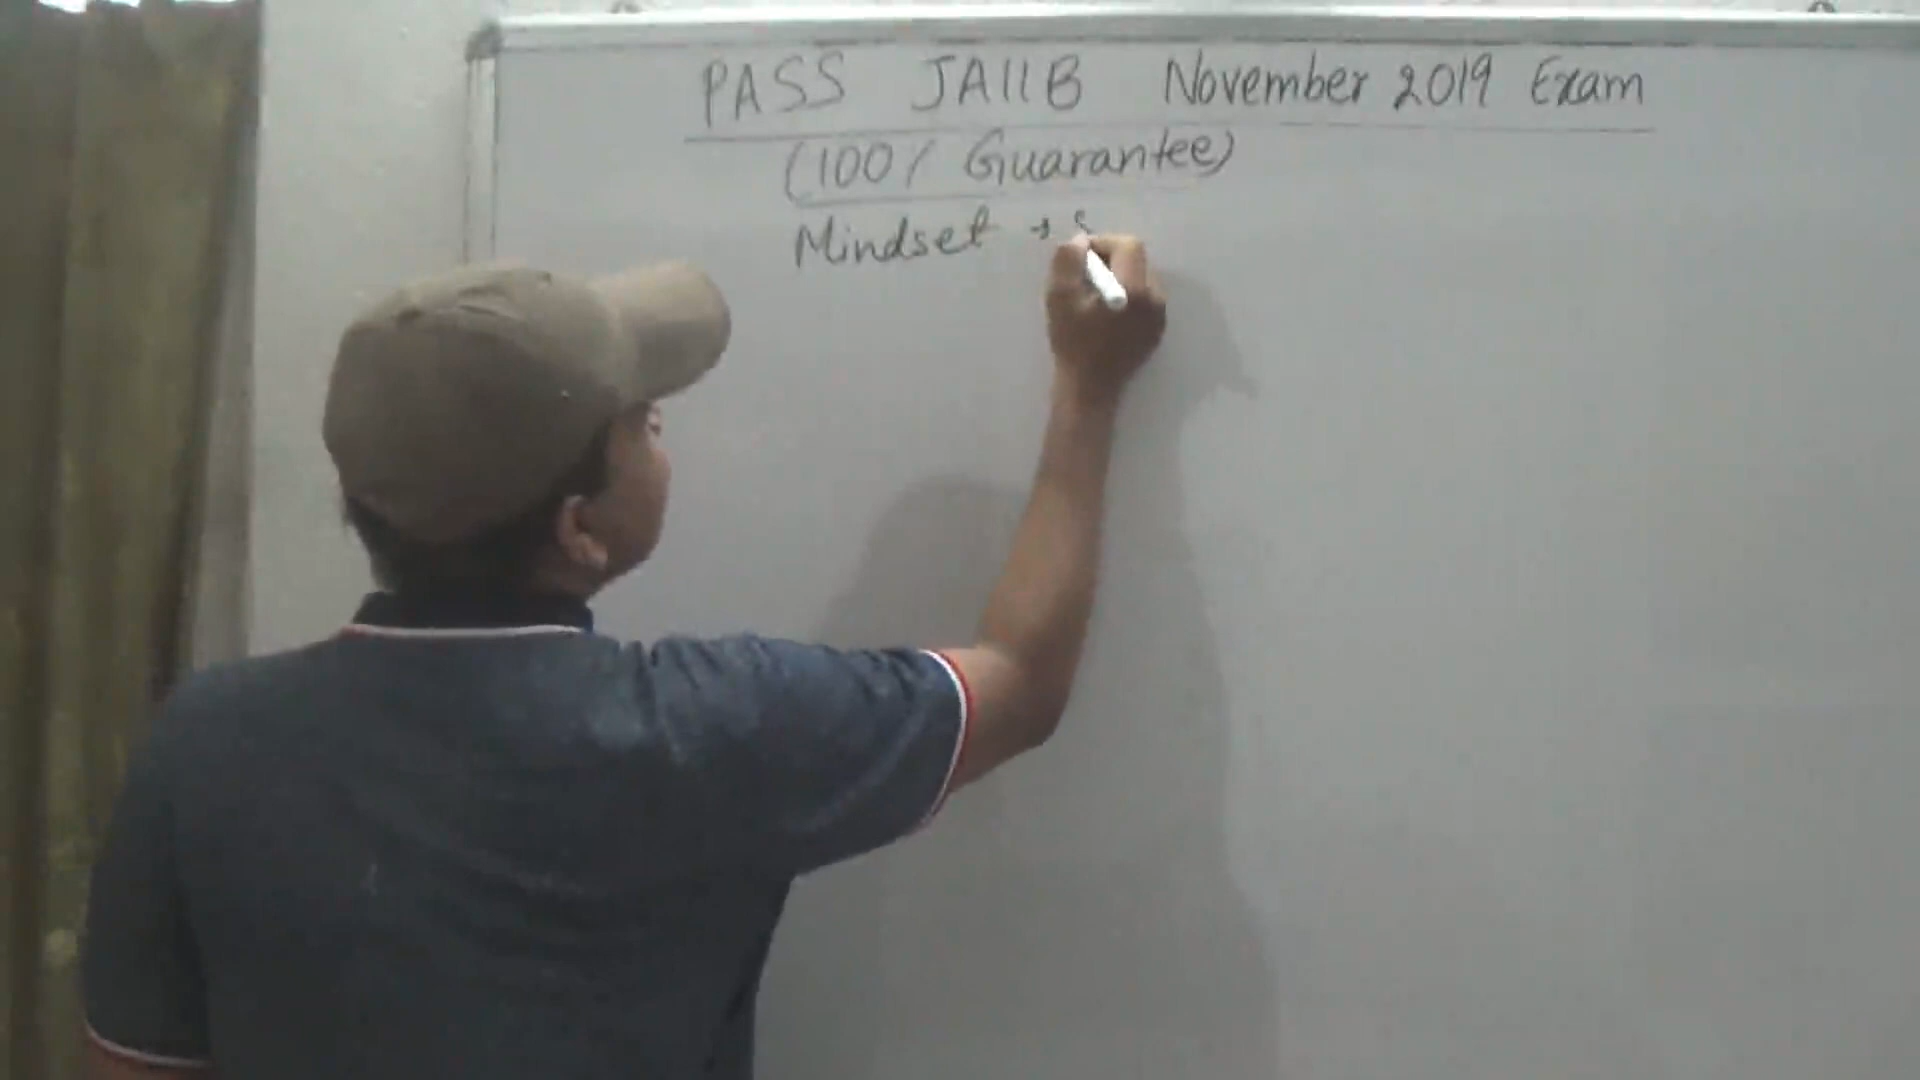 PASS JAIIB November 2019 Exam
(100/ Guarantee)
Mindset →